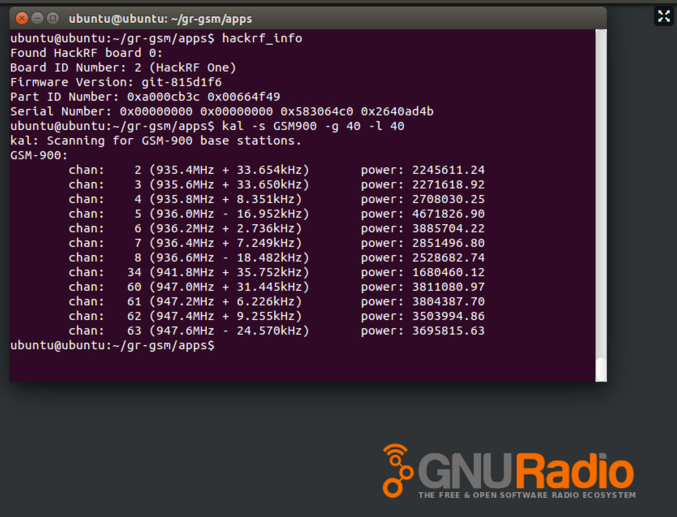 ubuntu@ubuntu: ~/gr-gsm/apps
ubuntu@ubuntu:~/gr-gsm/apps$ hackrf_info
Found HackRF board 0:
Board ID Number: 2 (HackRF One)
Firmware Version: git-815d1f6
Part ID Number: 0xa000cb3c 0x00664f49
Serial Number: 0x00000000 0x00000000 0x583064c0 0x2640ad4b
ubuntu@ubuntu:~/gr-gsm/apps$ kal -s GSM900 -g 40 -l 40
kal: Scanning for GSM-900 base stations.
GSM-900:
chan: 2 (935.4MHz + 33.654kHz) power: 2245611.24
chan: 3 (935.6MHz + 33.650kHz) power: 2271618.92
chan: 4 (935.8MHz + 8.351kHz) power: 2708030.25
chan: 5 (936.0MHz - 16.952kHz) power: 4671826.90
chan: 6 (936.2MHz + 2.736kHz) power: 3885704.22
chan: 7 (936.4MHz + 7.249kHz) power: 2851496.80
chan: 8 (936.6MHz - 18.482kHz) power: 2528682.74
chan: 34 (941.8MHz + 35.752kHz) power: 1680460.12
chan: 60 (947.0MHz + 31.445kHz) power: 3811080.97
chan: 61 (947.2MHz + 6.226kHz) power: 3804387.70
chan: 62 (947.4MHz + 9.255kHz) power: 3503994.86
chan: 63 (947.6MHz - 24.570kHz) power: 3695815.63
ubuntu@ubuntu:~/gr-gsm/apps$
GNURadio
THE FREE & OPEN SOFTWARE RADIO ECOSYSTEM